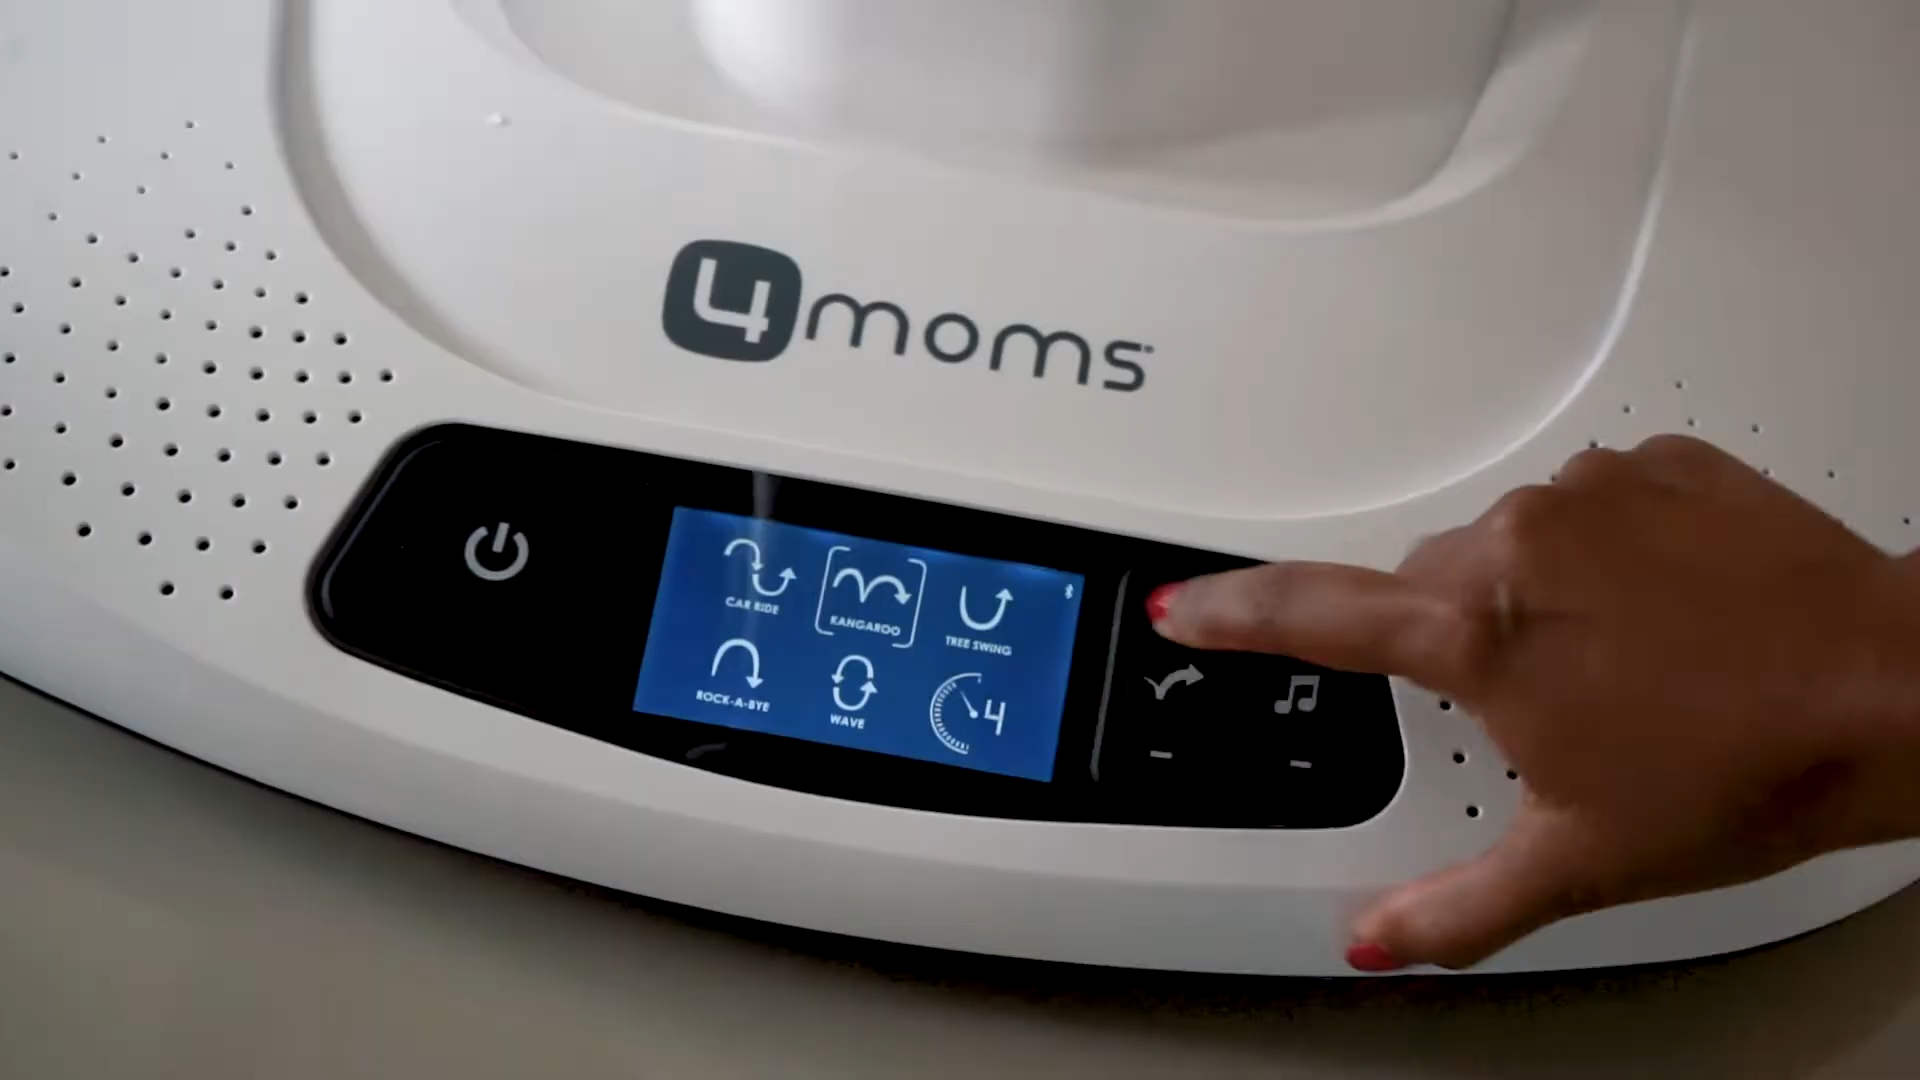 4moms
CAR RIDE
KANGAROO
TREE SWING
ROCK-A-BYE
WAVE
4